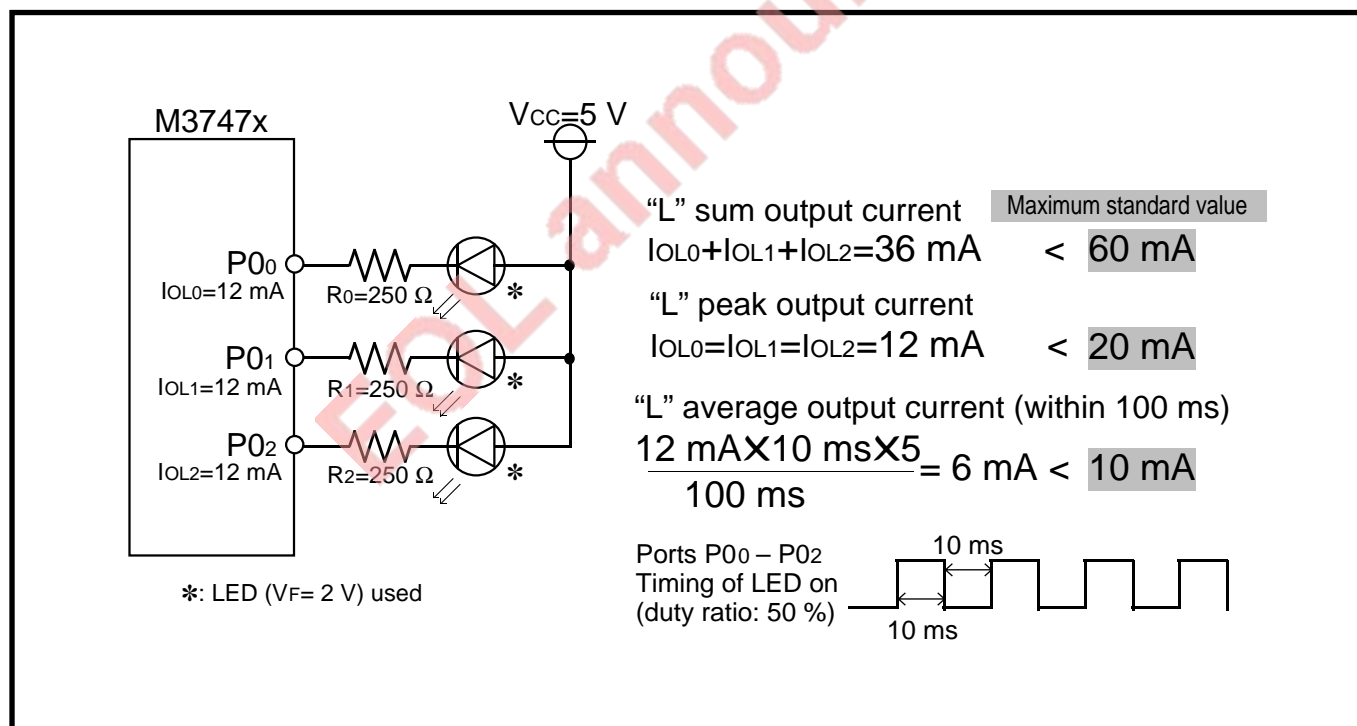 EOL annou
M3747x
VCC=5 V
P00
IOL0=12 mA
R0=250 Ω
✻
P01
IOL1=12 mA
R1=250 Ω
✻
P02
IOL2=12 mA
R2=250 Ω
✻
✻: LED (VF= 2 V) used
“L” sum output current
Maximum standard value
IOL0+IOL1+IOL2=36 mA < 60 mA
“L” peak output current
IOL0=IOL1=IOL2=12 mA < 20 mA
“L” average output current (within 100 ms)
12 mA✕10 ms✕5
100 ms
= 6 mA < 10 mA
Ports P00 – P02
Timing of LED on
(duty ratio: 50 %)
10 ms
10 ms